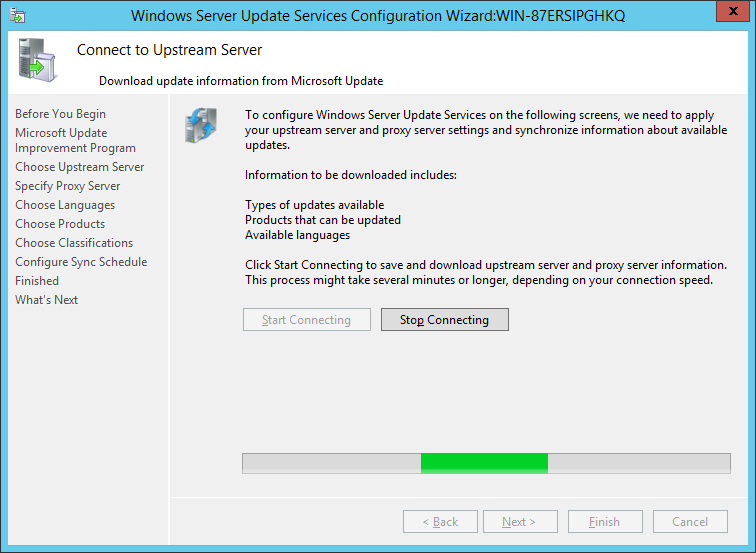 Windows Server Update Services Configuration Wizard:WIN-87ERSIPGHKQ
x
Connect to Upstream Server
Download update information from Microsoft Update
Before You Begin
Microsoft Update
Improvement Program
Choose Upstream Server
Specify Proxy Server
Choose Languages
Choose Products
Choose Classifications
Configure Sync Schedule
Finished
What's Next
To configure Windows Server Update Services on the following screens, we need to apply
your upstream server and proxy server settings and synchronize information about available
updates.
Information to be downloaded includes:
Types of updates available
Products that can be updated
Available languages
Click Start Connecting to save and download upstream server and proxy server information.
This process might take several minutes or longer, depending on your connection speed.
Start Connecting
Stop Connecting
< Back
Next >
Finish
Cancel